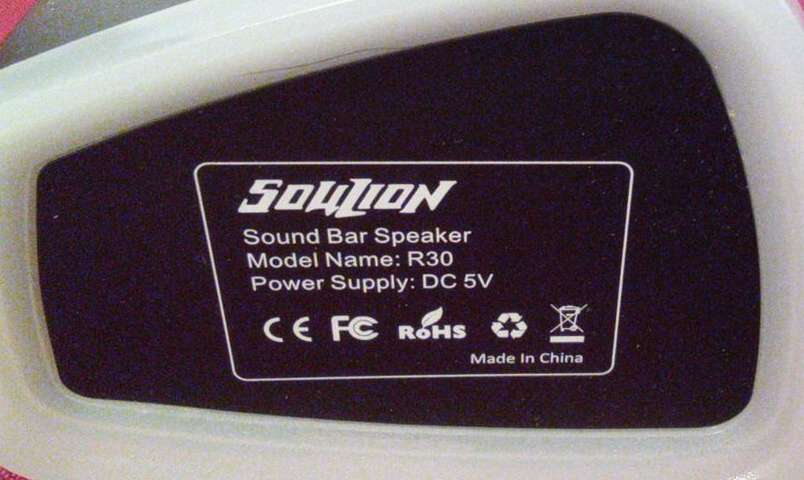 SOULION
Sound Bar Speaker
Model Name: R30
Power Supply: DC 5V
CE FC RoHS
Made In China